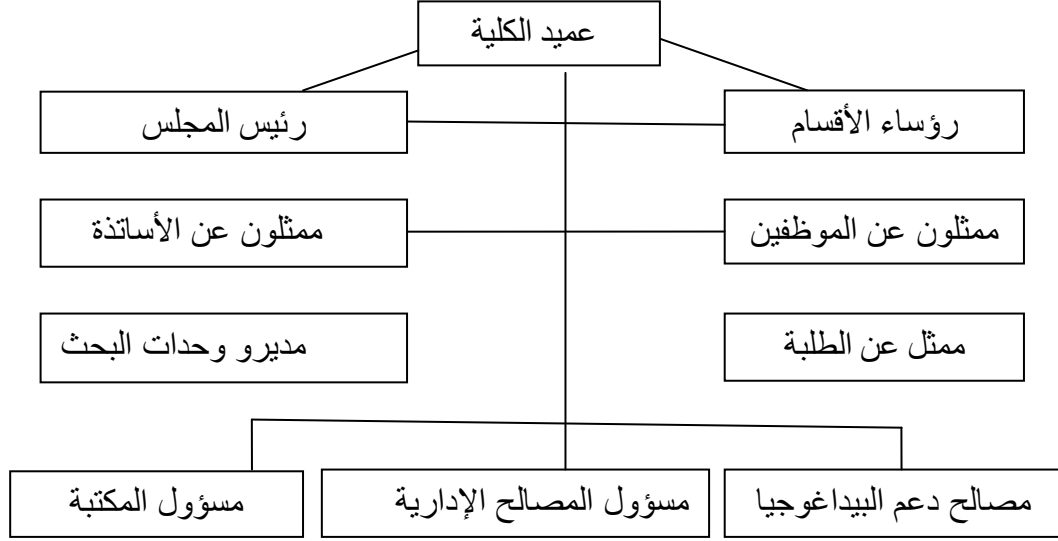 عميد الكلية
رؤساء الأقسام
رئيس المجلس
ممثلون عن الموظفين
ممثلون عن الأساتذة
ممثل عن الطلبة
مديرو وحدات البحث
مصالح دعم البيداغوجيا
مسؤول المصالح الإدارية
مسؤول المكتبة